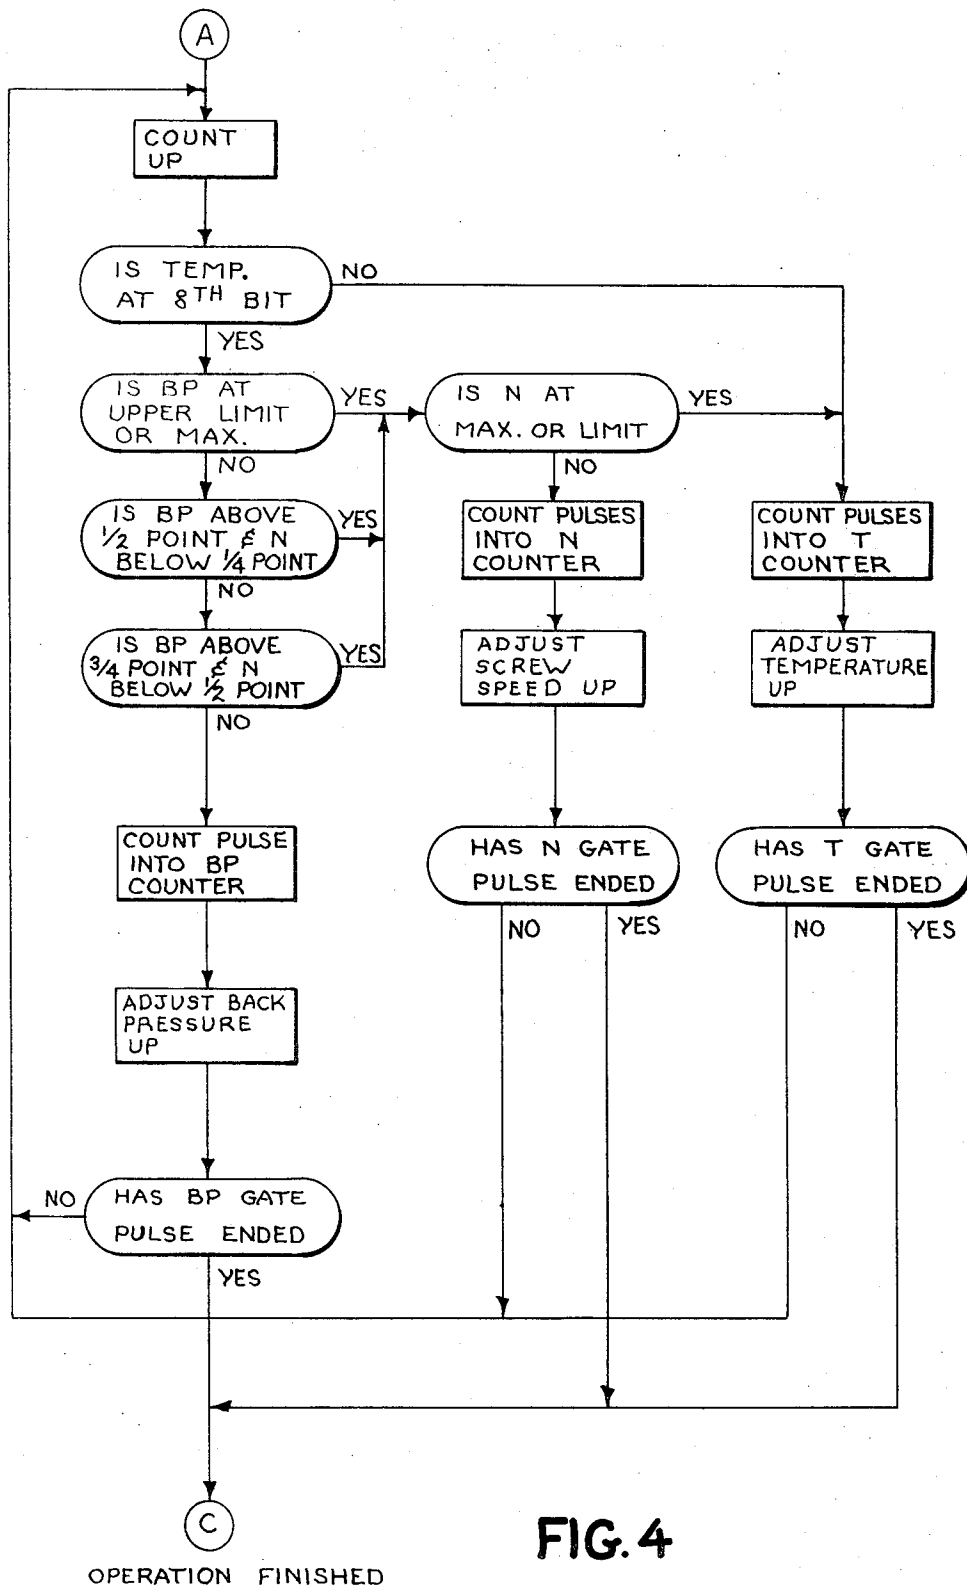 A
COUNT
UP
IS TEMP.
AT 8TH BIT
NO
YES
IS BP AT
UPPER LIMIT
OR MAX.
YES
NO
IS N AT
MAX. OR LIMIT
YES
NO
IS BP ABOVE
1/2 POINT & N
BELOW 1/4 POINT
YES
NO
COUNT PULSES
INTO N
COUNTER
COUNT PULSES
INTO T
COUNTER
IS BP ABOVE
3/4 POINT & N
BELOW 1/2 POINT
YES
NO
ADJUST
SCREW
SPEED UP
ADJUST
TEMPERATURE
UP
COUNT PULSE
INTO BP
COUNTER
HAS N GATE
PULSE ENDED
NO
YES
HAS T GATE
PULSE ENDED
NO
YES
ADJUST BACK
PRESSURE
UP
HAS BP GATE
PULSE ENDED
NO
YES
C
OPERATION FINISHED
FIG. 4